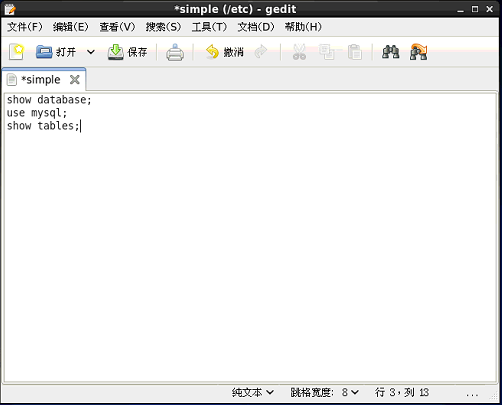 *simple (/etc) - gedit
文件(F) 编辑(E) 查看(V) 搜索(S) 工具(T) 文档(D) 帮助(H)
打开 保存 撤消
*simple
show database;
use mysql;
show tables;
纯文本 跳格宽度: 8 行 3，列 13 ...